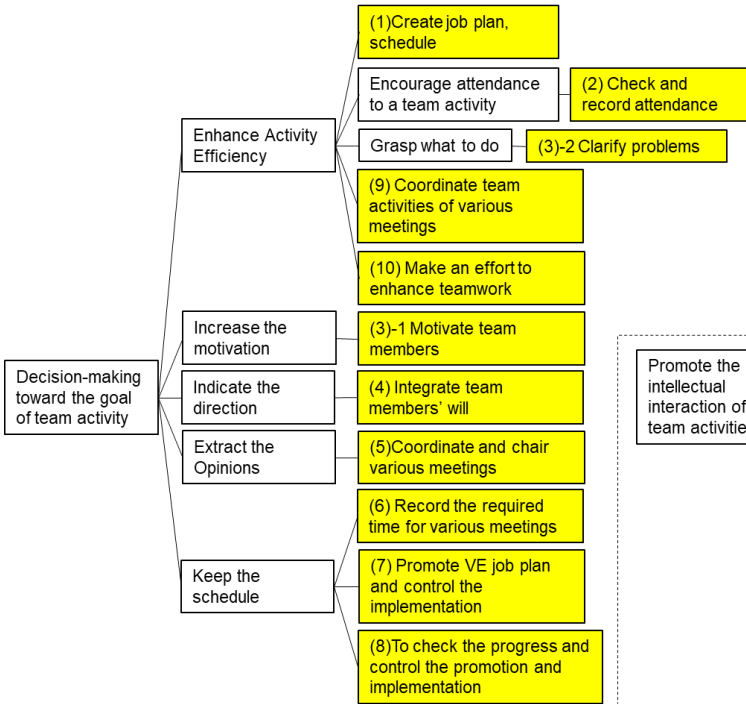 (1)Create job plan,
schedule
Encourage attendance
to a team activity
(2) Check and
record attendance
Enhance Activity
Efficiency
Grasp what to do
(3)-2 Clarify problems
(9) Coordinate team
activities of various
meetings
(10) Make an effort to
enhance teamwork
Increase the
motivation
(3)-1 Motivate team
members
Decision-making
toward the goal
of team activity
Indicate the
direction
(4) Integrate team
members’ will
Extract the
Opinions
(5)Coordinate and chair
various meetings
(6) Record the required
time for various meetings
Keep the
schedule
(7) Promote VE job plan
and control the
implementation
(8)To check the progress and
control the promotion and
implementation
Promote the
intellectual
interaction of
team activitie